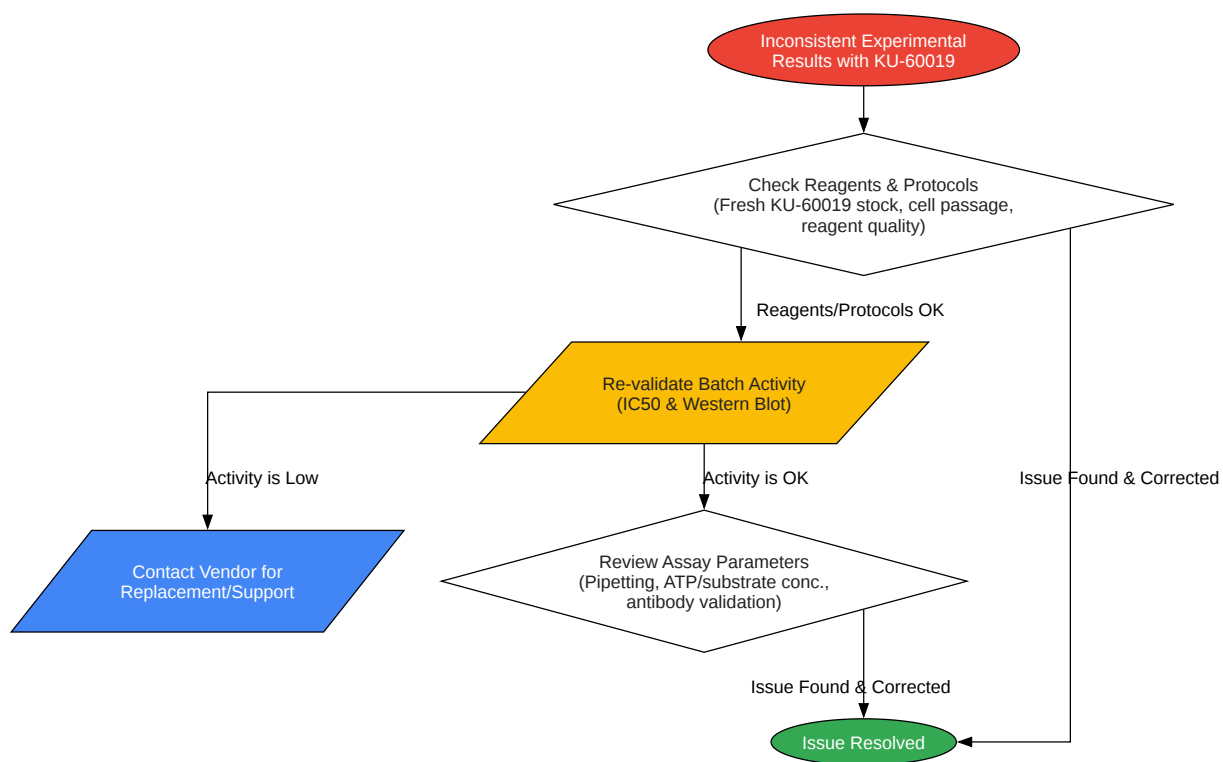 Inconsistent Experimental
Results with KU-60019
Check Reagents & Protocols
(Fresh KU-60019 stock, cell passage,
reagent quality)
Reagents/Protocols OK
Re-validate Batch Activity
(IC50 & Western Blot)
Activity is Low
Activity is OK
Issue Found & Corrected
Contact Vendor for
Replacement/Support
Review Assay Parameters
(Pipetting, ATP/substrate conc.,
antibody validation)
Issue Found & Corrected
Issue Resolved